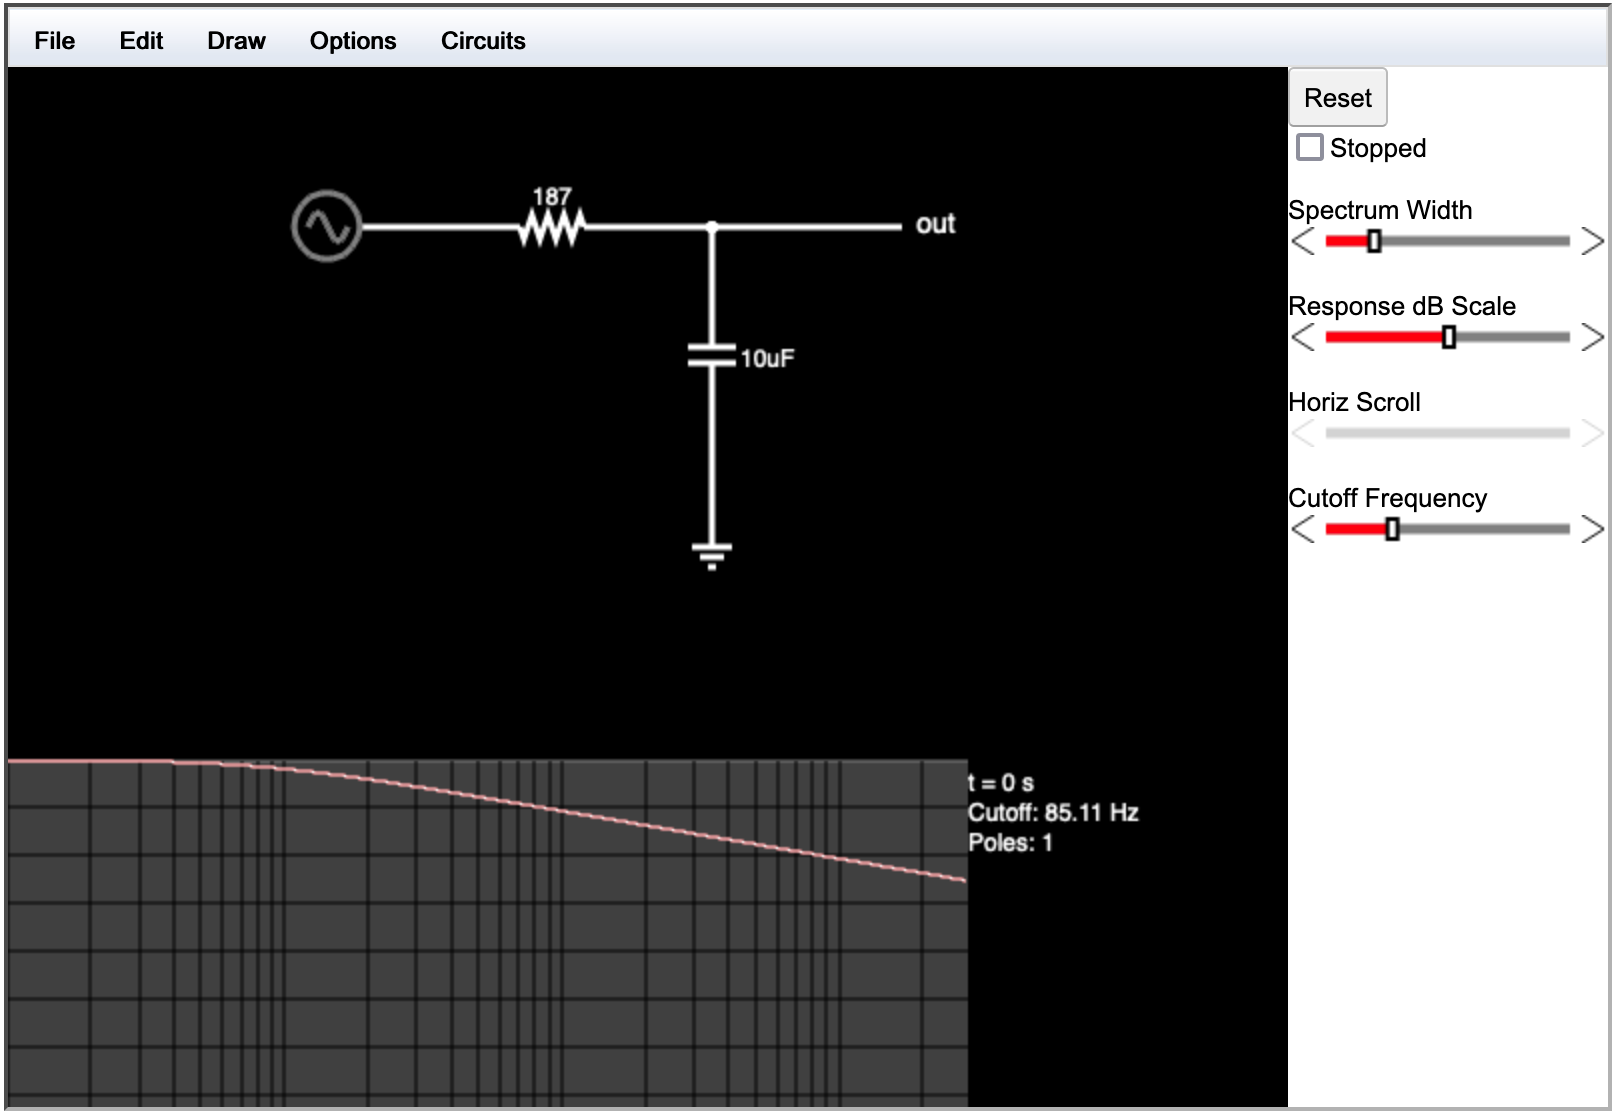 File Edit Draw Options Circuits
Reset
Stopped
Spectrum Width
Response dB Scale
Horiz Scroll
Cutoff Frequency
187
out
10uF
t = 0 s
Cutoff: 85.11 Hz
Poles: 1